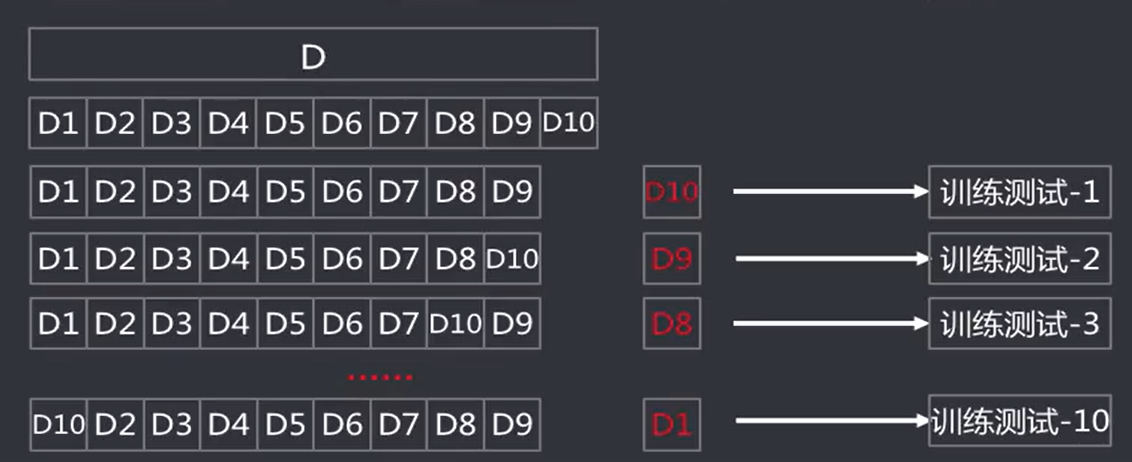 D
D1 D2 D3 D4 D5 D6 D7 D8 D9 D10
D1 D2 D3 D4 D5 D6 D7 D8 D9 D10 训练测试-1
D1 D2 D3 D4 D5 D6 D7 D8 D10 D9 训练测试-2
D1 D2 D3 D4 D5 D6 D7 D10 D9 D8 训练测试-3
......
D10 D2 D3 D4 D5 D6 D7 D8 D9 D1 训练测试-10